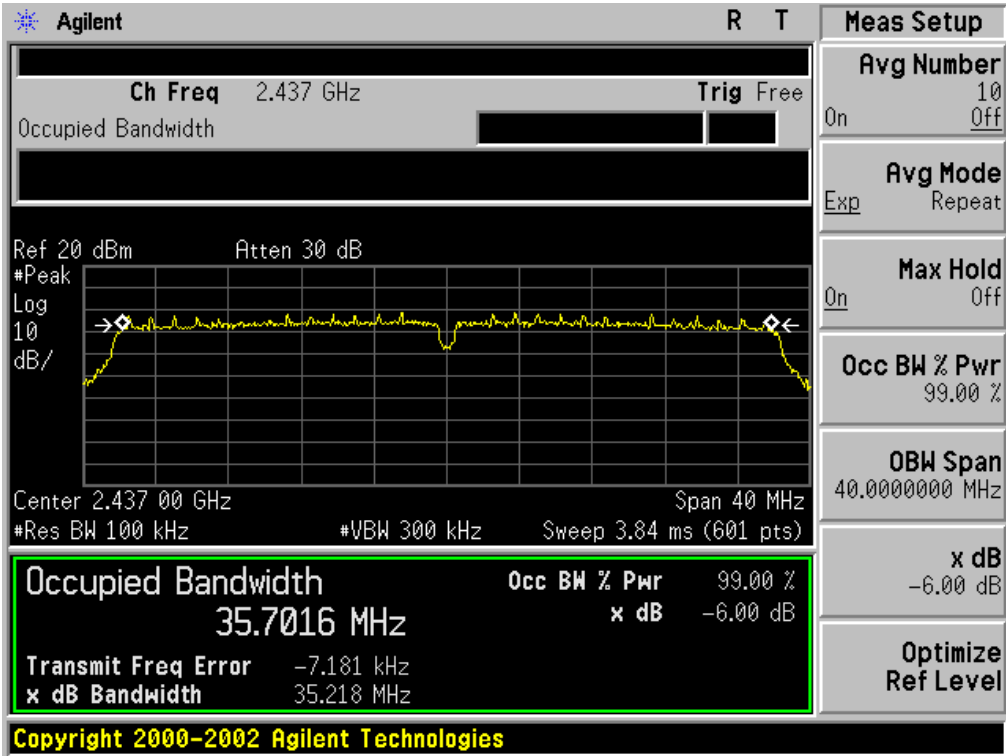 Agilent R T
Ch Freq 2.437 GHz Trig Free
Occupied Bandwidth
Ref 20 dBm Atten 30 dB
#Peak
Log
10
dB/
Center 2.437 00 GHz Span 40 MHz
#Res BW 100 kHz #VBW 300 kHz Sweep 3.84 ms (601 pts)
Occupied Bandwidth
35.7016 MHz
Occ BW % Pwr 99.00 %
x dB -6.00 dB
Transmit Freq Error -7.181 kHz
x dB Bandwidth 35.218 MHz
Copyright 2000-2002 Agilent Technologies
Meas Setup
Avg Number
10
On Off
Avg Mode
Exp Repeat
Max Hold
On Off
Occ BW % Pwr
99.00 %
OBW Span
40.0000000 MHz
x dB
-6.00 dB
Optimize
Ref Level